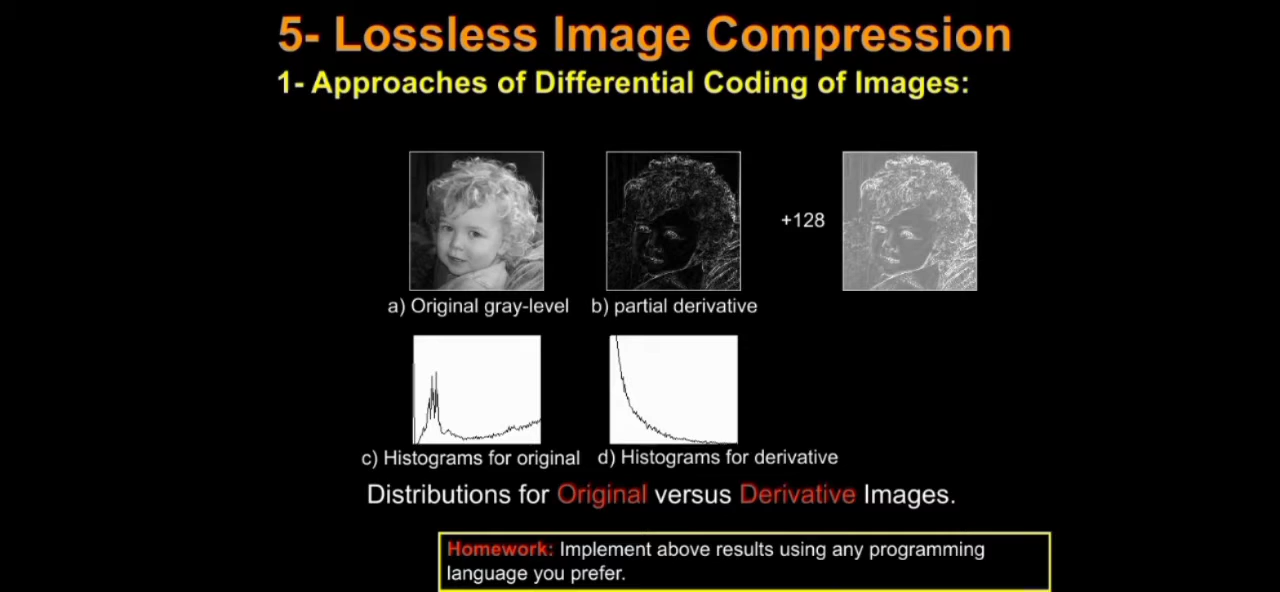 5- Lossless Image Compression
1- Approaches of Differential Coding of Images:
+128
a) Original gray-level
b) partial derivative
c) Histograms for original
d) Histograms for derivative
Distributions for Original versus Derivative Images.
Homework: Implement above results using any programming
language you prefer.